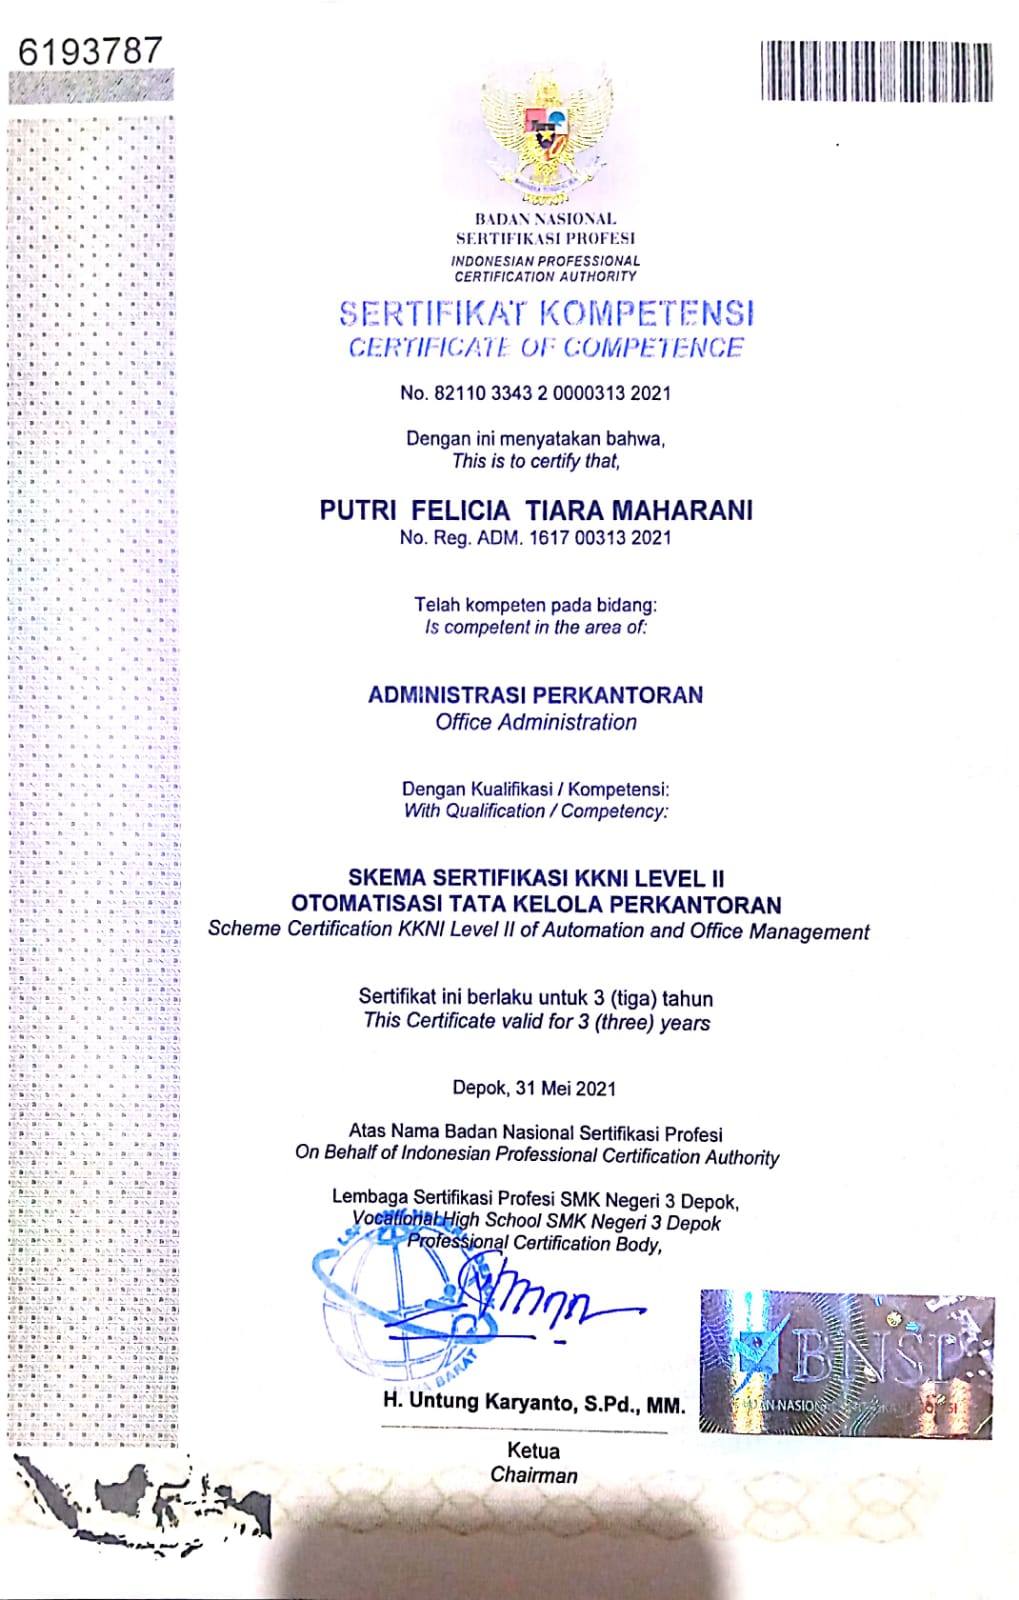 6193787
BADAN NASIONAL
SERTIFIKASI PROFESI
INDONESIAN PROFESSIONAL
CERTIFICATION AUTHORITY
SERTIFIKAT KOMPETENSI
CERTIFICATE OF COMPETENCE
No. 82110 3343 2 0000313 2021
Dengan ini menyatakan bahwa,
This is to certify that,
PUTRI FELICIA TIARA MAHARANI
No. Reg. ADM. 1617 00313 2021
Telah kompeten pada bidang:
Is competent in the area of:
ADMINISTRASI PERKANTORAN
Office Administration
Dengan Kualifikasi / Kompetensi:
With Qualification / Competency:
SKEMA SERTIFIKASI KKNI LEVEL II
OTOMATISASI TATA KELOLA PERKANTORAN
Scheme Certification KKNI Level II of Automation and Office Management
Sertifikat ini berlaku untuk 3 (tiga) tahun
This Certificate valid for 3 (three) years
Depok, 31 Mei 2021
Atas Nama Badan Nasional Sertifikasi Profesi
On Behalf of Indonesian Professional Certification Authority
Lembaga Sertifikasi Profesi SMK Negeri 3 Depok,
Vocational High School SMK Negeri 3 Depok
Professional Certification Body,
BARAT
BNSP
H. Untung Karyanto, S.Pd., MM.
Ketua
Chairman